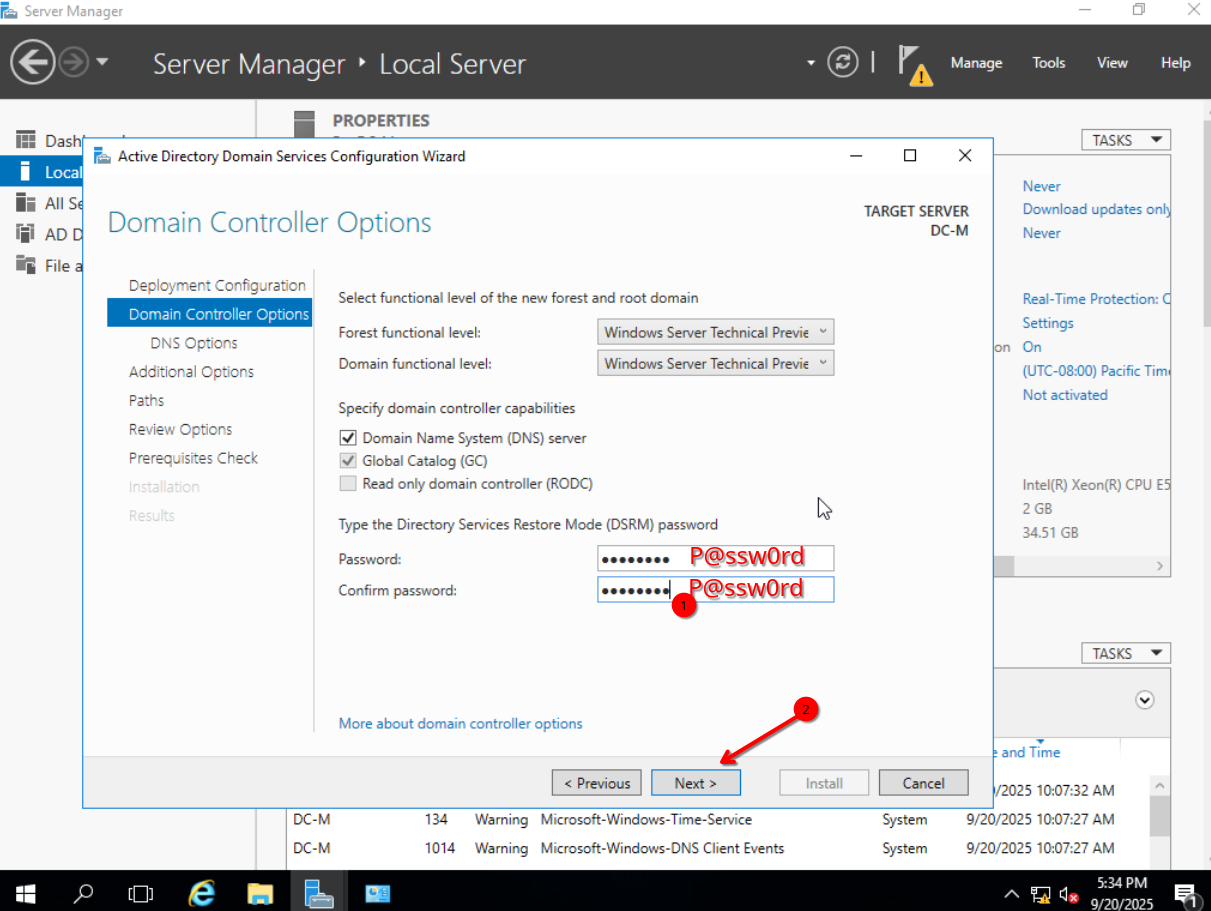 Server Manager
Server Manager ‣ Local Server
Manage Tools View Help
PROPERTIES
TASKS
Dash
Local
All Se
AD D
File a
Active Directory Domain Services Configuration Wizard
Domain Controller Options
TARGET SERVER
DC-M
Deployment Configuration
Domain Controller Options
DNS Options
Additional Options
Paths
Review Options
Prerequisites Check
Installation
Results
Select functional level of the new forest and root domain
Forest functional level: Windows Server Technical Previe
Domain functional level: Windows Server Technical Previe
Specify domain controller capabilities
Domain Name System (DNS) server
Global Catalog (GC)
Read only domain controller (RODC)
Type the Directory Services Restore Mode (DSRM) password
Password: ●●●●●●●● P@ssw0rd
Confirm password: ●●●●●●●● P@ssw0rd
1
More about domain controller options
2
< Previous Next > Install Cancel
Never
Download updates only
Never
Real-Time Protection: C
Settings
on On
(UTC-08:00) Pacific Time
Not activated
Intel(R) Xeon(R) CPU E5
2 GB
34.51 GB
TASKS
e and Time
/2025 10:07:32 AM
DC-M 134 Warning Microsoft-Windows-Time-Service System 9/20/2025 10:07:27 AM
DC-M 1014 Warning Microsoft-Windows-DNS Client Events System 9/20/2025 10:07:27 AM
5:34 PM
9/20/2025
1